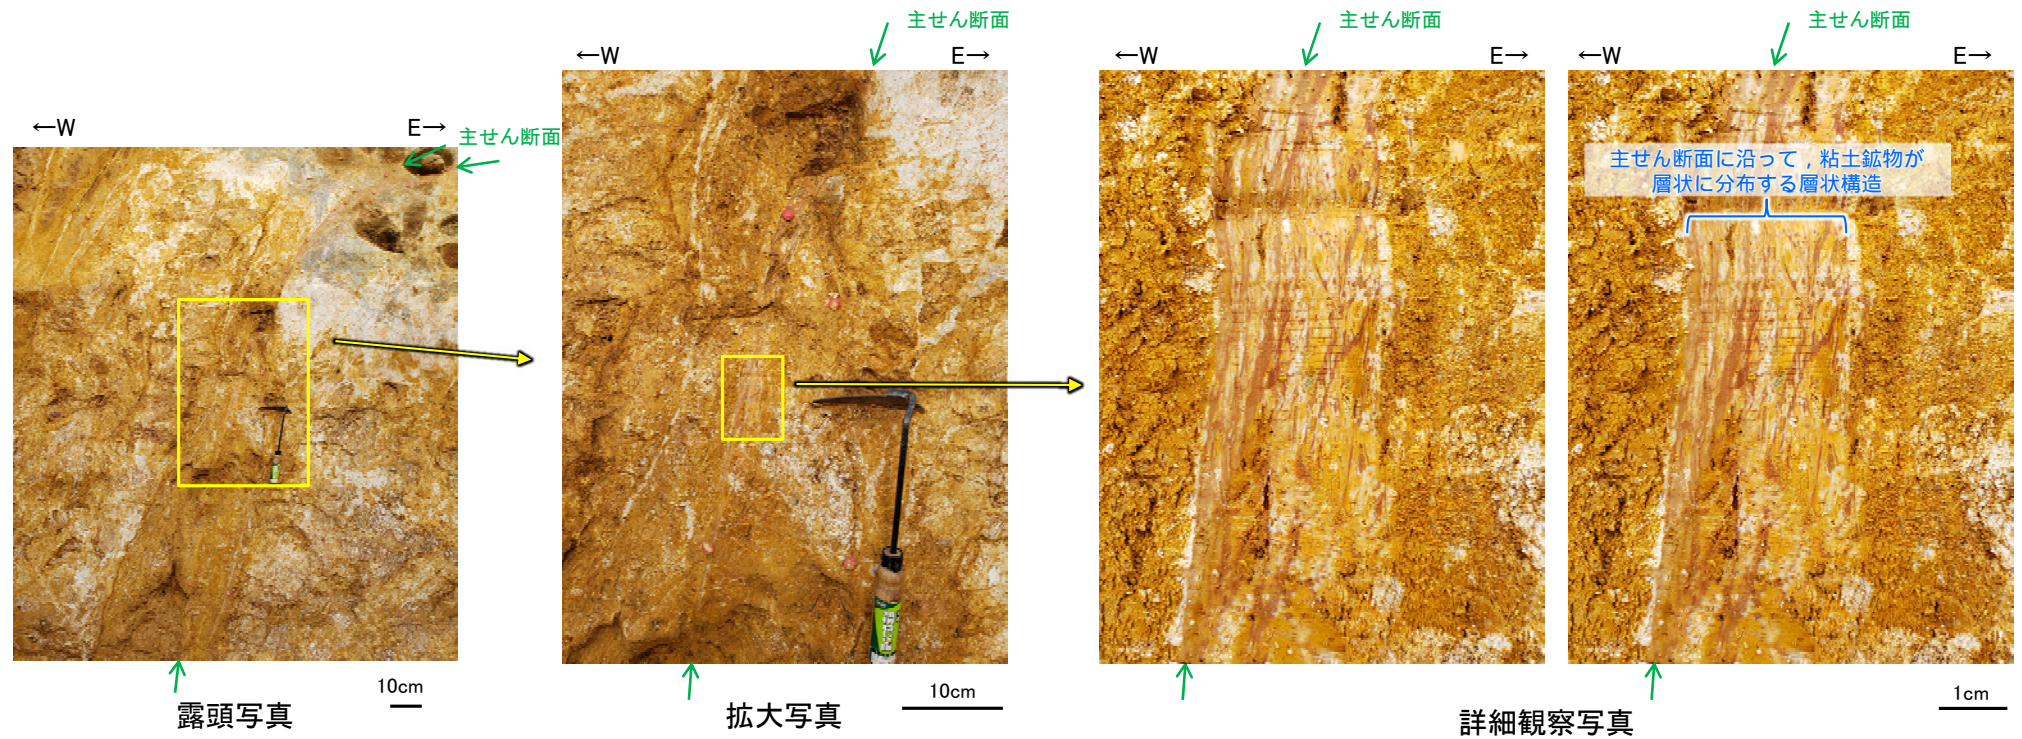 主せん断面
←W
E→
主せん断面
10cm
露頭写真
←W
E→
10cm
拡大写真
主せん断面
←W
E→
主せん断面
←W
E→
主せん断面に沿って，粘土鉱物が
層状に分布する層状構造
1cm
詳細観察写真